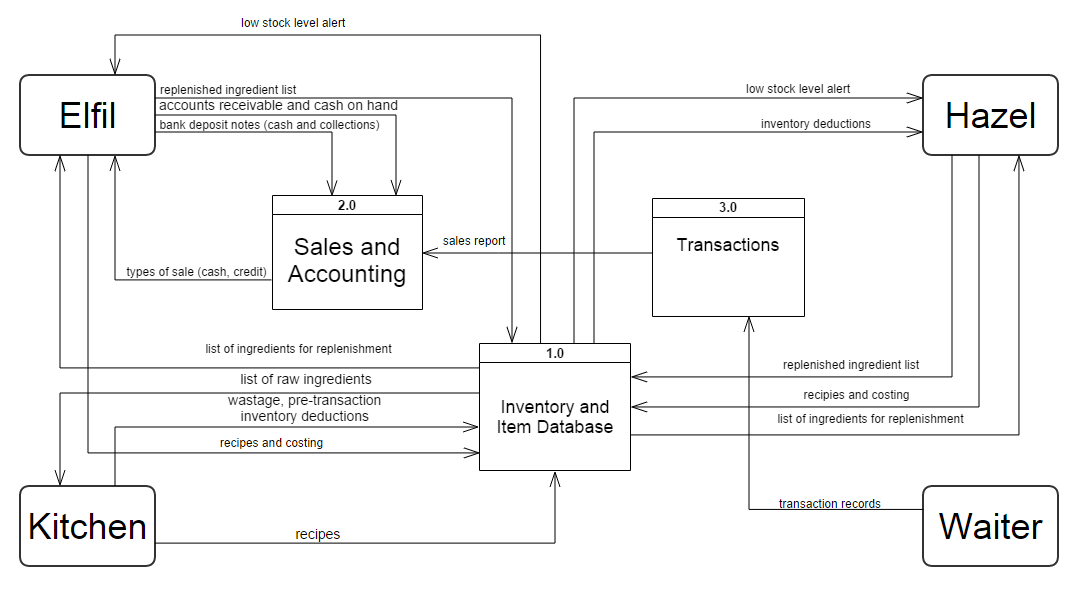 low stock level alert
Elfil
replenished ingredient list
accounts receivable and cash on hand
bank deposit notes (cash and collections)
low stock level alert
inventory deductions
Hazel
2.0
Sales and
Accounting
3.0
Transactions
sales report
types of sale (cash, credit)
list of ingredients for replenishment
list of raw ingredients
wastage, pre-transaction
inventory deductions
recipes and costing
1.0
Inventory and
Item Database
replenished ingredient list
recipies and costing
list of ingredients for replenishment
Kitchen
recipes
transaction records
Waiter